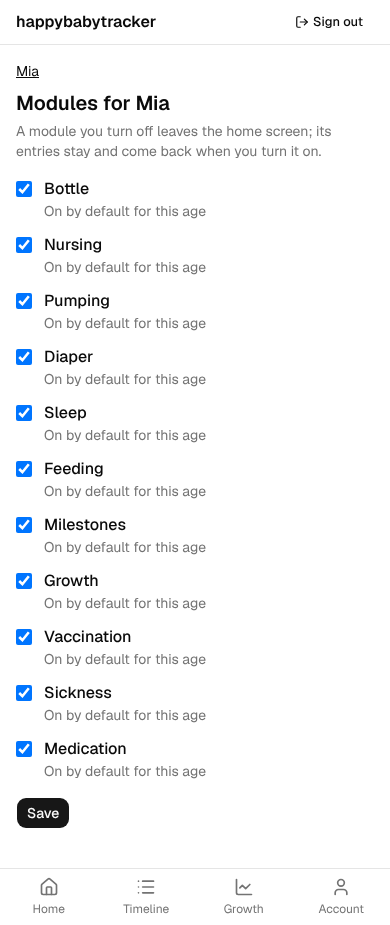 happybabytracker
Sign out
Mia
Modules for Mia
A module you turn off leaves the home screen; its
entries stay and come back when you turn it on.
Bottle
On by default for this age
Nursing
On by default for this age
Pumping
On by default for this age
Diaper
On by default for this age
Sleep
On by default for this age
Feeding
On by default for this age
Milestones
On by default for this age
Growth
On by default for this age
Vaccination
On by default for this age
Sickness
On by default for this age
Medication
On by default for this age
Save
Home
Timeline
Growth
Account